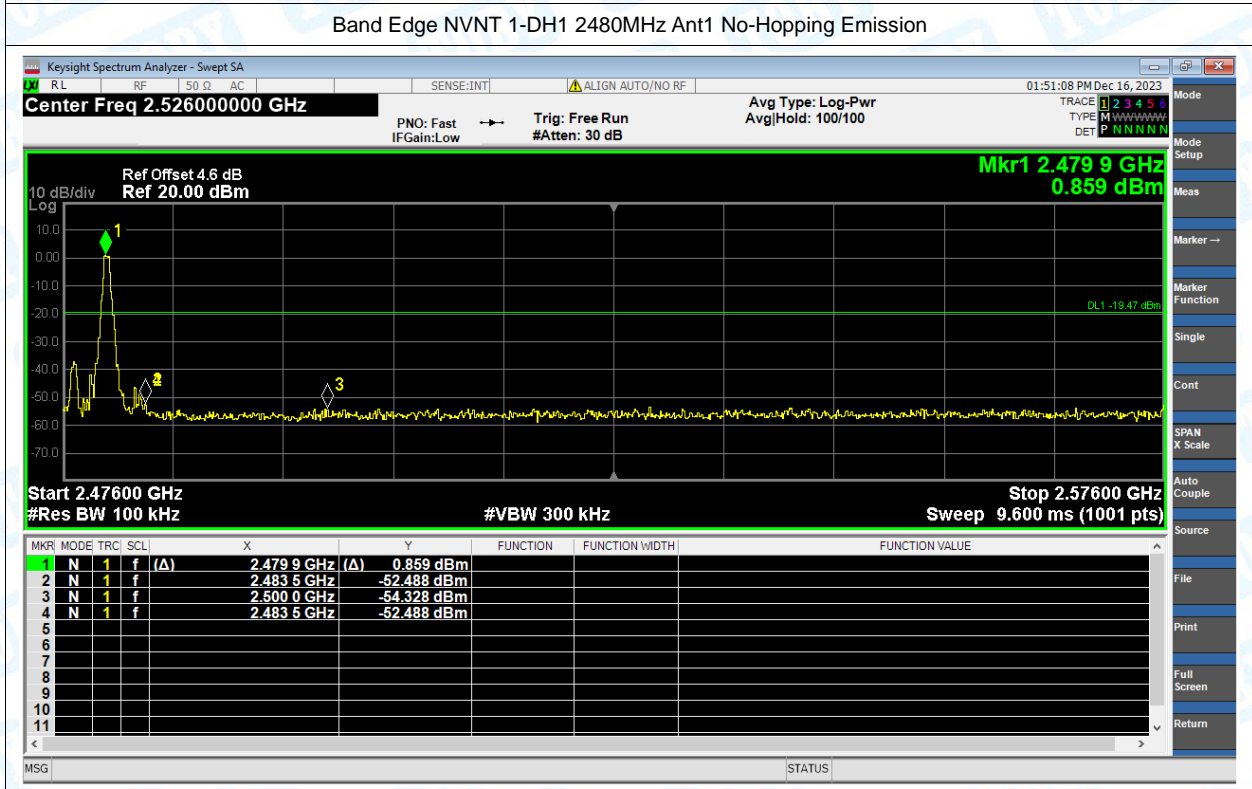 Band Edge NVNT 1-DH1 2480MHz Ant1 No-Hopping Emission
Keysight Spectrum Analyzer - Swept SA
LXI RL RF 50 Ω AC SENSE:INT ALIGN AUTO/NO RF 01:51:08 PM Dec 16, 2023
Center Freq 2.526000000 GHz
PNO: Fast
IFGain:Low
Trig: Free Run
#Atten: 30 dB
Avg Type: Log-Pwr
Avg|Hold: 100/100
TRACE 1 2 3 4 5 6
TYPE M WWWWW
DET P N N N N N
Ref Offset 4.6 dB
10 dB/div Ref 20.00 dBm
Log
Mkr1 2.479 9 GHz
0.859 dBm
10.0
0.00
-10.0
-20.0
-30.0
-40.0
-50.0
-60.0
-70.0
1
3
DL1 -19.47 dBm
Start 2.47600 GHz Stop 2.57600 GHz
#Res BW 100 kHz #VBW 300 kHz Sweep 9.600 ms (1001 pts)
MKR MODE TRC SCL X Y FUNCTION FUNCTION WIDTH FUNCTION VALUE
1 N 1 f (Δ) 2.479 9 GHz (Δ) 0.859 dBm
2 N 1 f 2.483 5 GHz -52.488 dBm
3 N 1 f 2.500 0 GHz -54.328 dBm
4 N 1 f 2.483 5 GHz -52.488 dBm
5
6
7
8
9
10
11
MSG STATUS
Mode
Mode
Setup
Meas
Marker →
Marker
Function
Single
Cont
SPAN
X Scale
Auto
Couple
Source
File
Print
Full
Screen
Return